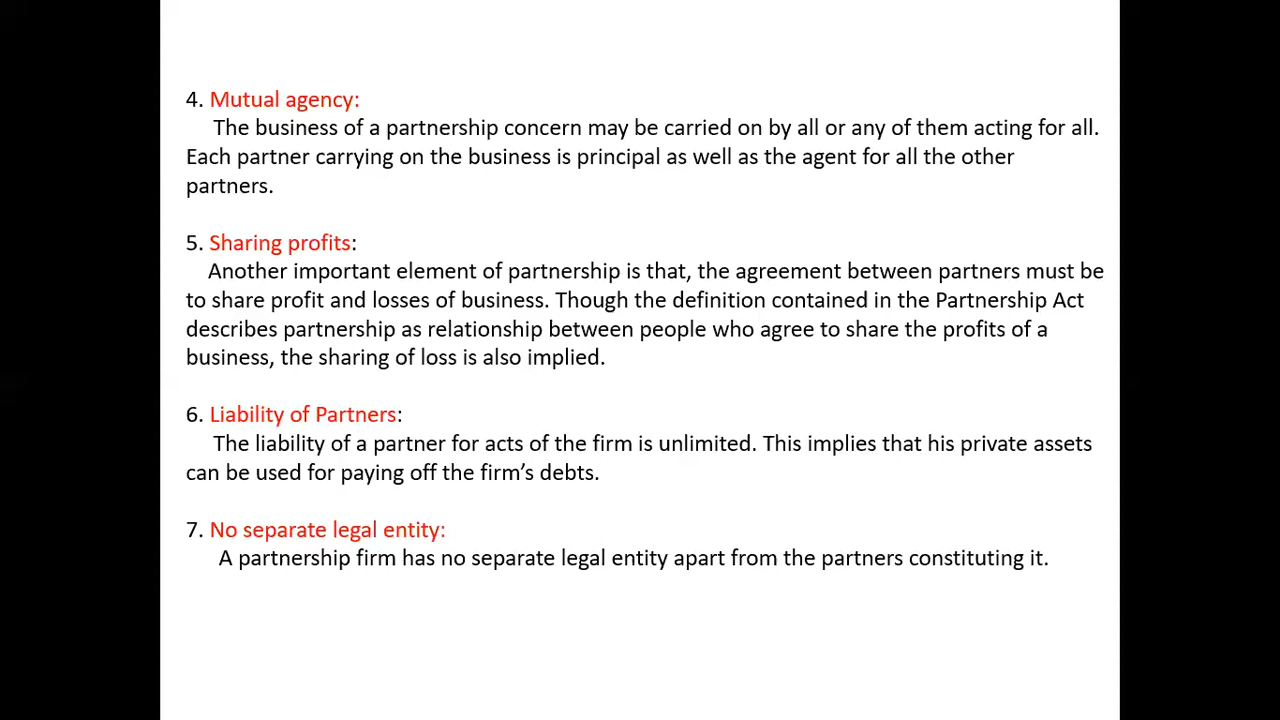 4. Mutual agency:
The business of a partnership concern may be carried on by all or any of them acting for all.
Each partner carrying on the business is principal as well as the agent for all the other
partners.
5. Sharing profits:
Another important element of partnership is that, the agreement between partners must be
to share profit and losses of business. Though the definition contained in the Partnership Act
describes partnership as relationship between people who agree to share the profits of a
business, the sharing of loss is also implied.
6. Liability of Partners:
The liability of a partner for acts of the firm is unlimited. This implies that his private assets
can be used for paying off the firm’s debts.
7. No separate legal entity:
A partnership firm has no separate legal entity apart from the partners constituting it.